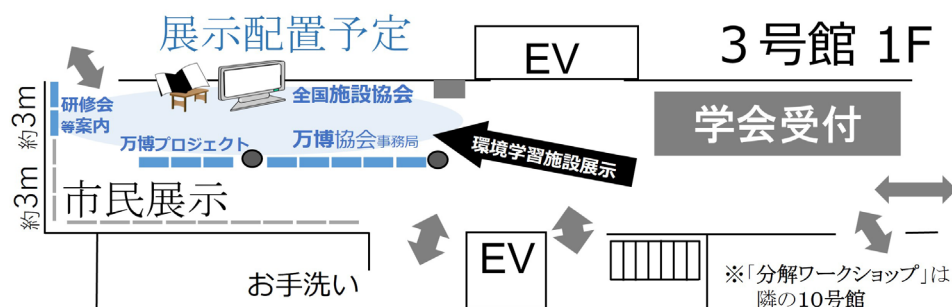 展示配置予定
EV
3号館 1F
約3m
研修会
等案内
全国施設協会
学会受付
万博プロジェクト
万博協会事務局
環境学習施設展示
約3m
市民展示
お手洗い
EV
※「分解ワークショップ」は
隣の10号館